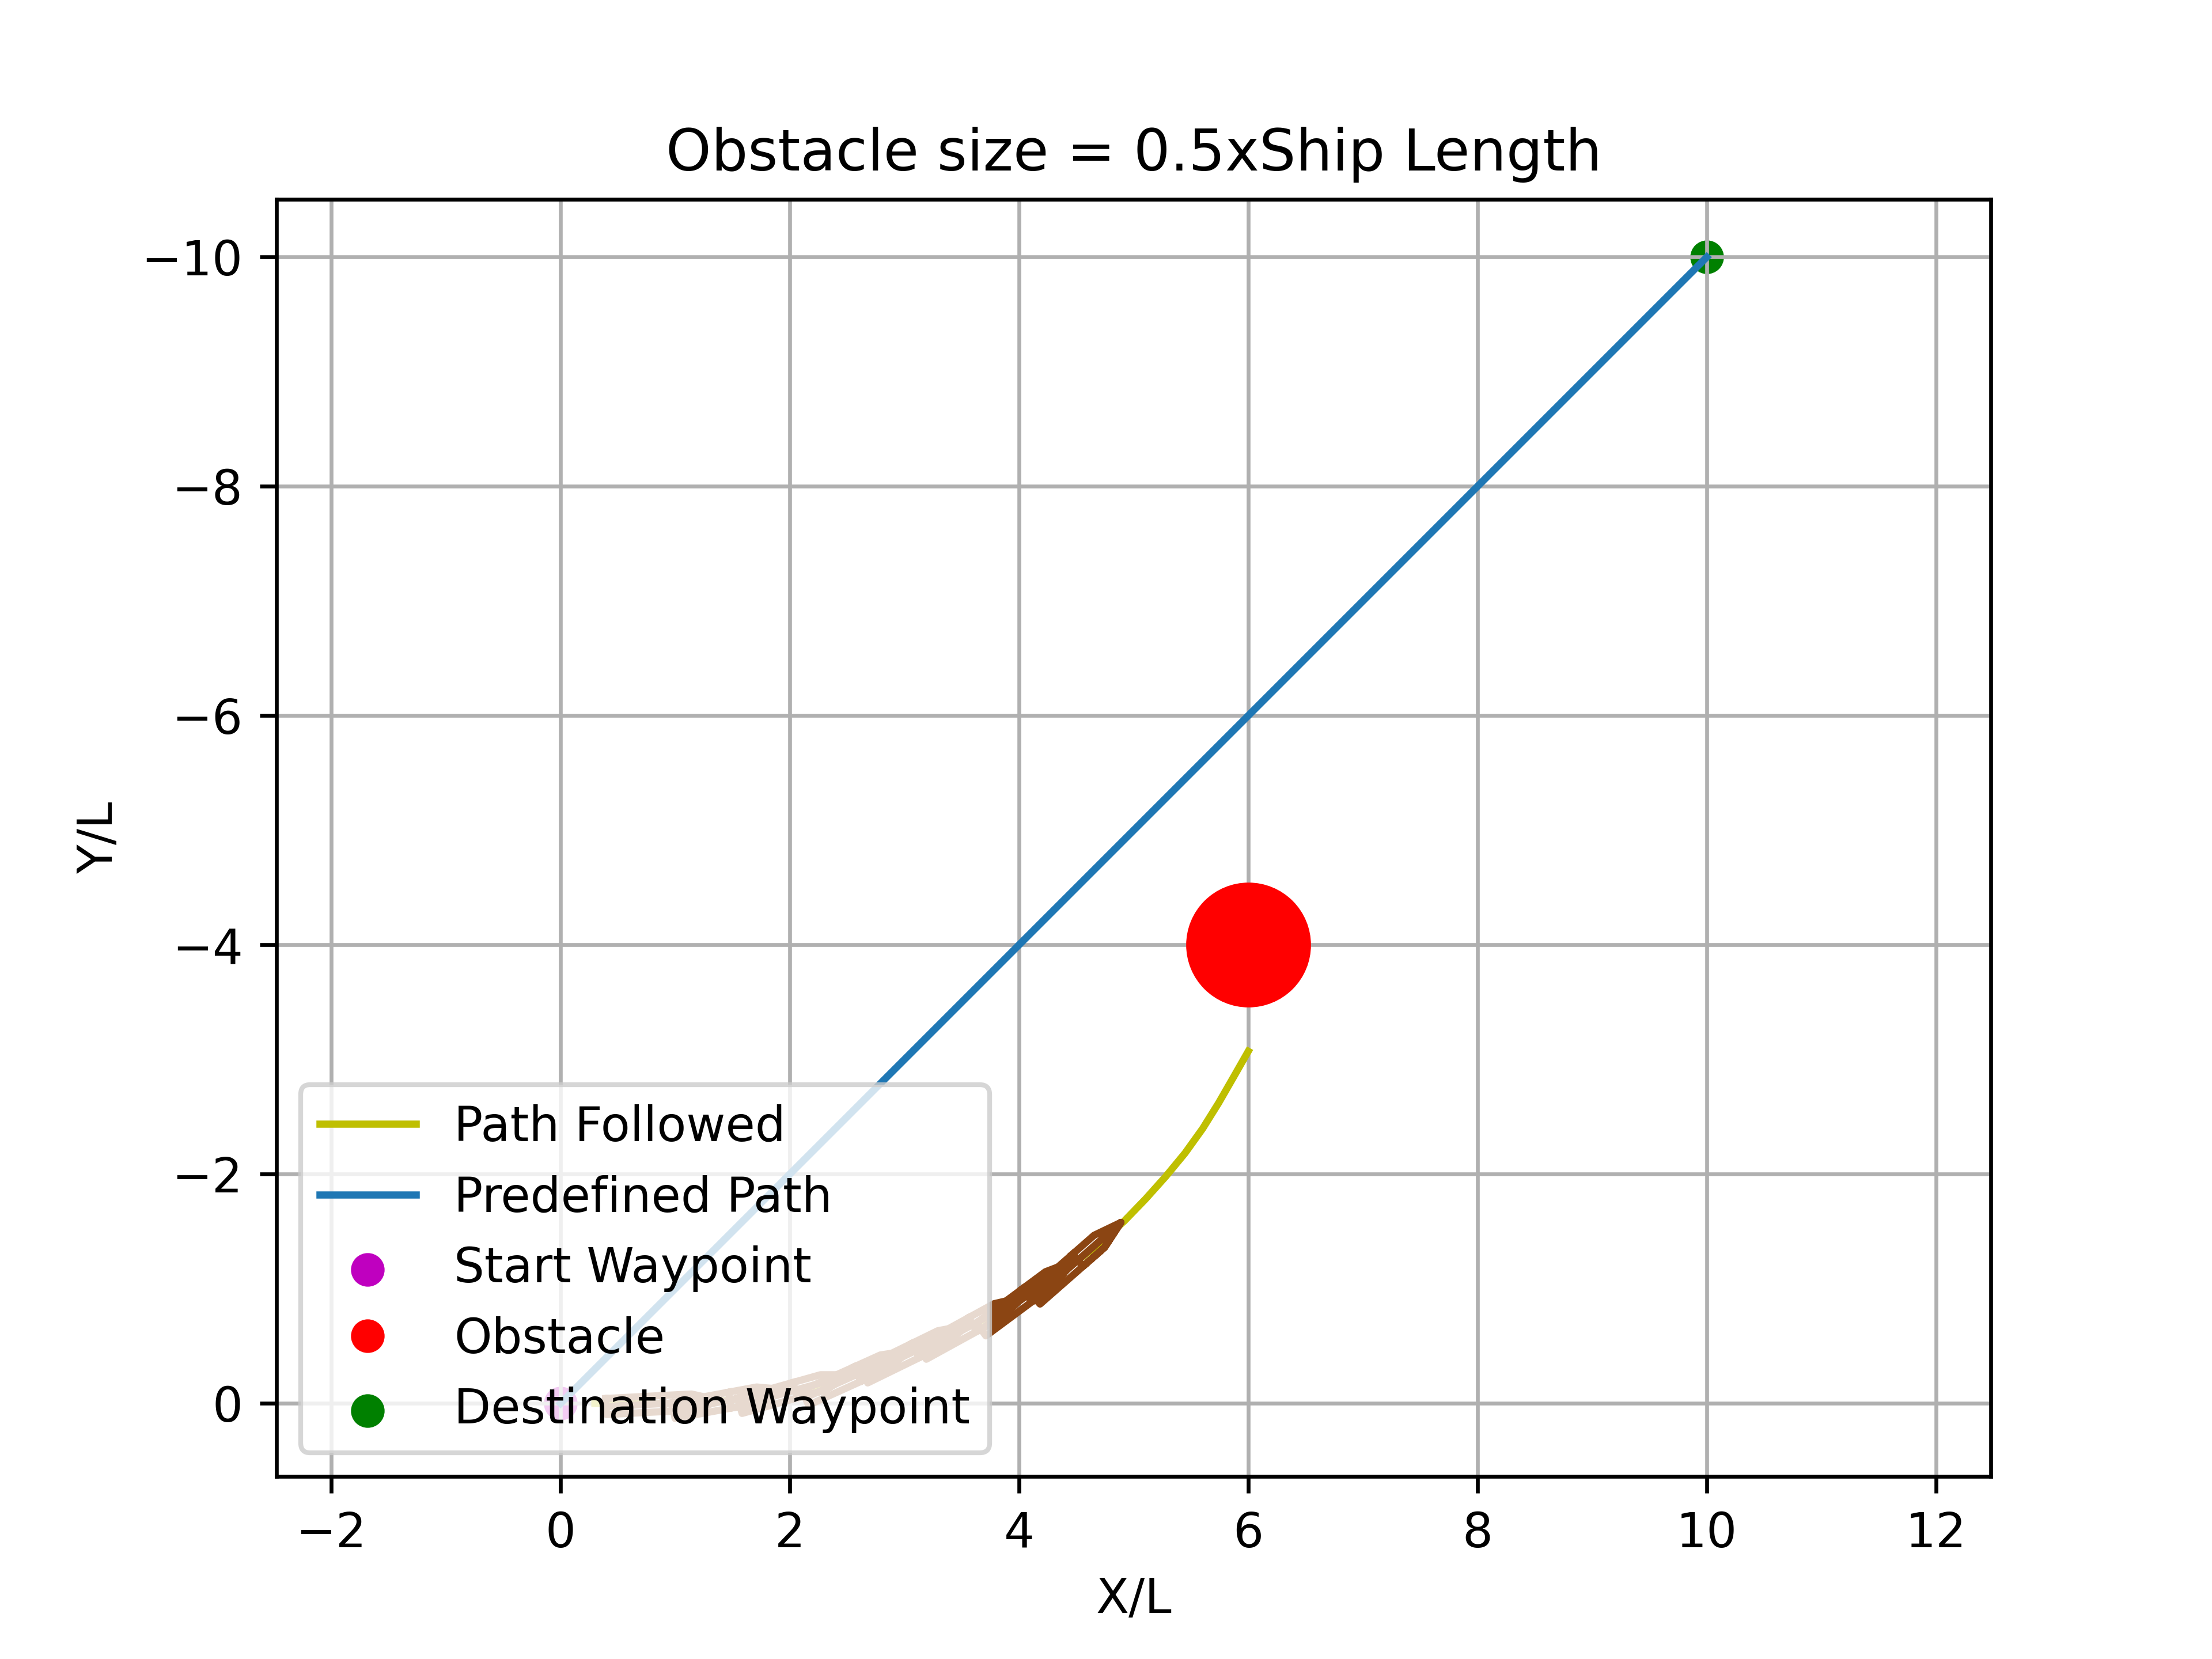 Obstacle size = 0.5xShip Length
−10
−8
−6
−4
−2
0
Y/L
Path Followed
Predefined Path
Start Waypoint
Obstacle
Destination Waypoint
−2 0 2 4 6 8 10 12
X/L